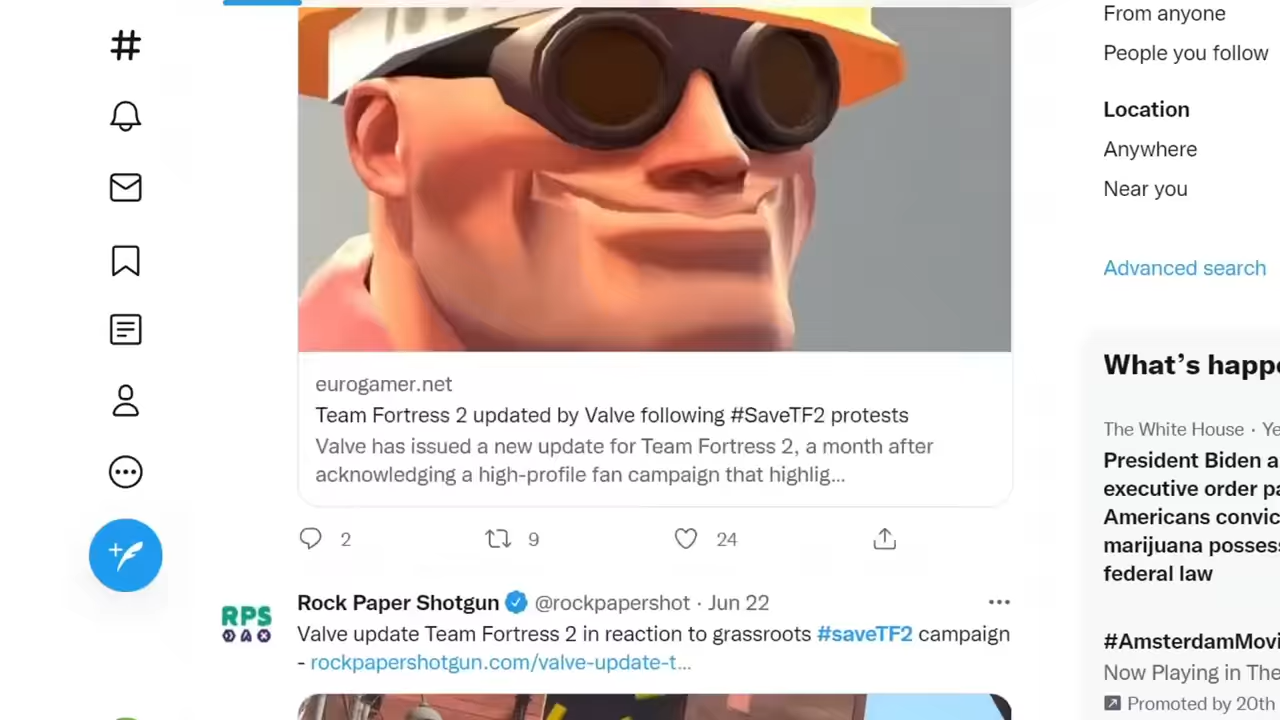 From anyone
People you follow
Location
Anywhere
Near you
Advanced search
eurogamer.net
Team Fortress 2 updated by Valve following #SaveTF2 protests
Valve has issued a new update for Team Fortress 2, a month after
acknowledging a high-profile fan campaign that highlig...
2 9 24
RPS
Rock Paper Shotgun @rockpapershot · Jun 22
Valve update Team Fortress 2 in reaction to grassroots #saveTF2 campaign
- rockpapershotgun.com/valve-update-t...
What's happe
The White House · Ye
President Biden a
executive order pa
Americans convic
marijuana possess
federal law
#AmsterdamMovi
Now Playing in The
Promoted by 20th